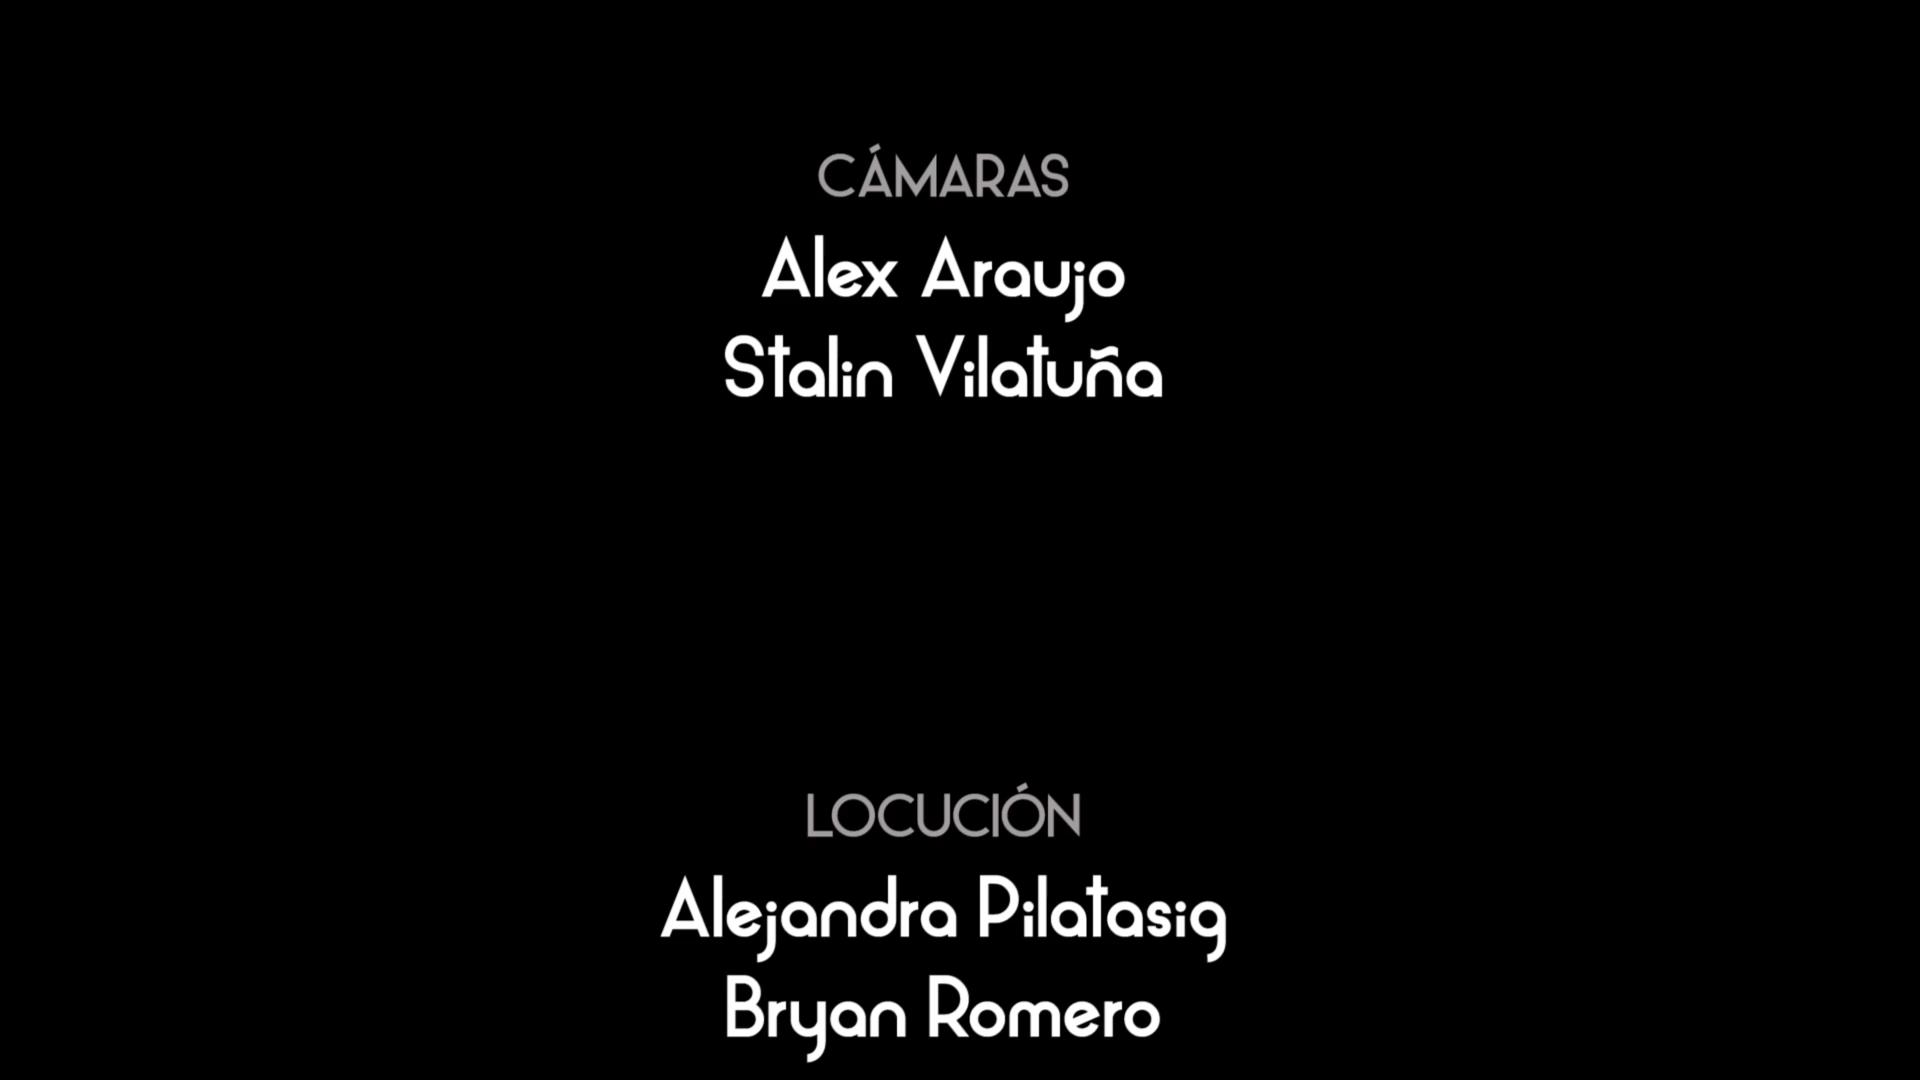 CÁMARAS
Alex Araujo
Stalin Vilatuña
LOCUCIÓN
Alejandra Pilatasig
Bryan Romero